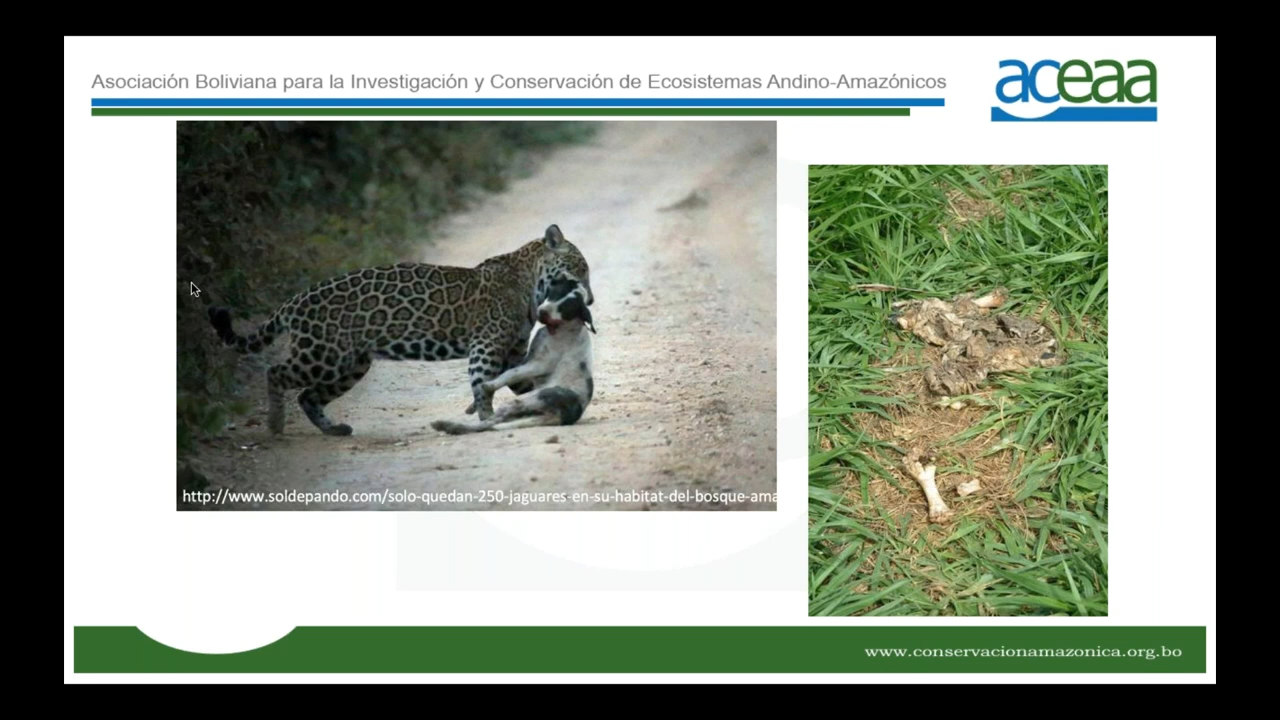 Asociación Boliviana para la Investigación y Conservación de Ecosistemas Andino-Amazónicos
aceaa
http://www.soldepando.com/solo-quedan-250-jaguares-en-su-habitat-del-bosque-ama
www.conservacionamazonica.org.bo